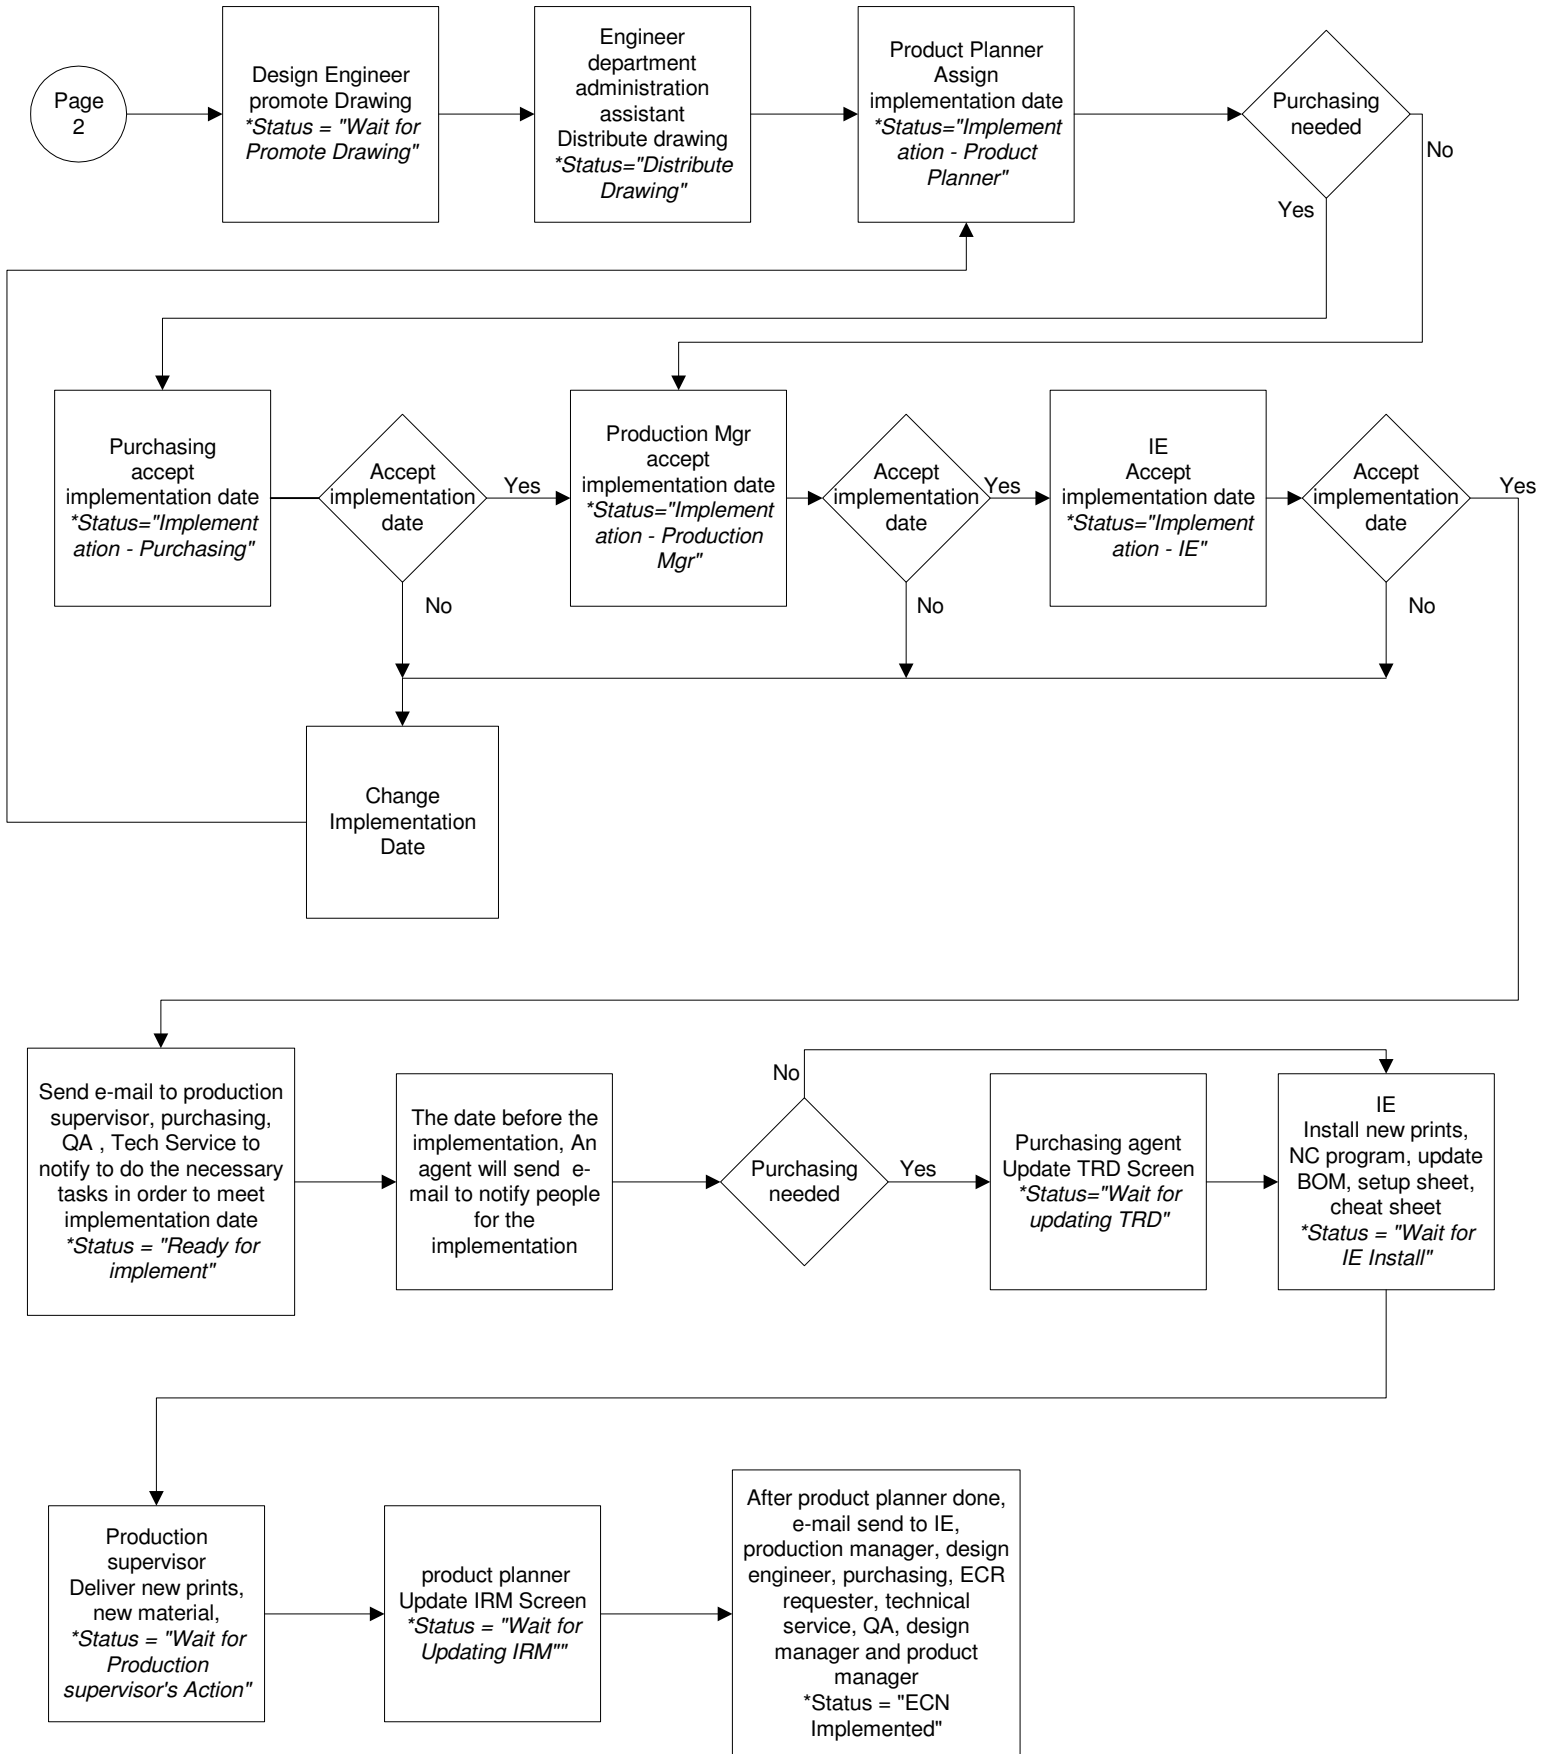 Page
2
Design Engineer
promote Drawing
*Status = "Wait for
Promote Drawing"
Engineer
department
administration
assistant
Distribute drawing
*Status="Distribute
Drawing"
Product Planner
Assign
implementation date
*Status="Implement
ation - Product
Planner"
Purchasing
needed
No
Yes
Purchasing
accept
implementation date
*Status="Implement
ation - Purchasing"
Accept
implementation
date
Yes
No
Production Mgr
accept
implementation date
*Status="Implement
ation - Production
Mgr"
Accept
implementation
date
Yes
No
IE
Accept
implementation date
*Status="Implement
ation - IE"
Accept
implementation
date
Yes
No
Change
Implementation
Date
Send e-mail to production
supervisor, purchasing,
QA , Tech Service to
notify to do the necessary
tasks in order to meet
implementation date
*Status = "Ready for
implement"
The date before the
implementation, An
agent will send e-
mail to notify people
for the
implementation
No
Purchasing
needed
Yes
Purchasing agent
Update TRD Screen
*Status="Wait for
updating TRD"
IE
Install new prints,
NC program, update
BOM, setup sheet,
cheat sheet
*Status = "Wait for
IE Install"
Production
supervisor
Deliver new prints,
new material,
*Status = "Wait for
Production
supervisor's Action"
product planner
Update IRM Screen
*Status = "Wait for
Updating IRM""
After product planner done,
e-mail send to IE,
production manager, design
engineer, purchasing, ECR
requester, technical
service, QA, design
manager and product
manager
*Status = "ECN
Implemented"